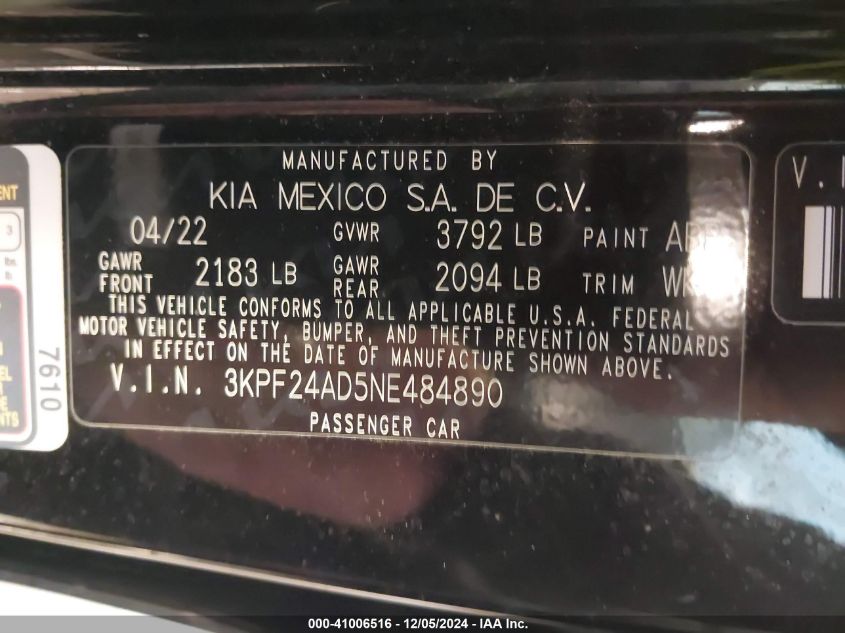 MANUFACTURED BY
KIA MEXICO S.A. DE C.V.
04/22 GVWR 3792 LB PAINT
GAWR FRONT 2183 LB GAWR REAR 2094 LB TRIM
THIS VEHICLE CONFORMS TO ALL APPLICABLE U.S.A. FEDERAL
MOTOR VEHICLE SAFETY, BUMPER, AND THEFT PREVENTION STANDARDS
IN EFFECT ON THE DATE OF MANUFACTURE SHOWN ABOVE.
V.I.N. 3KPF24AD5NE484890
PASSENGER CAR
7610
3
000-41006516 - 12/05/2024 - IAA Inc.